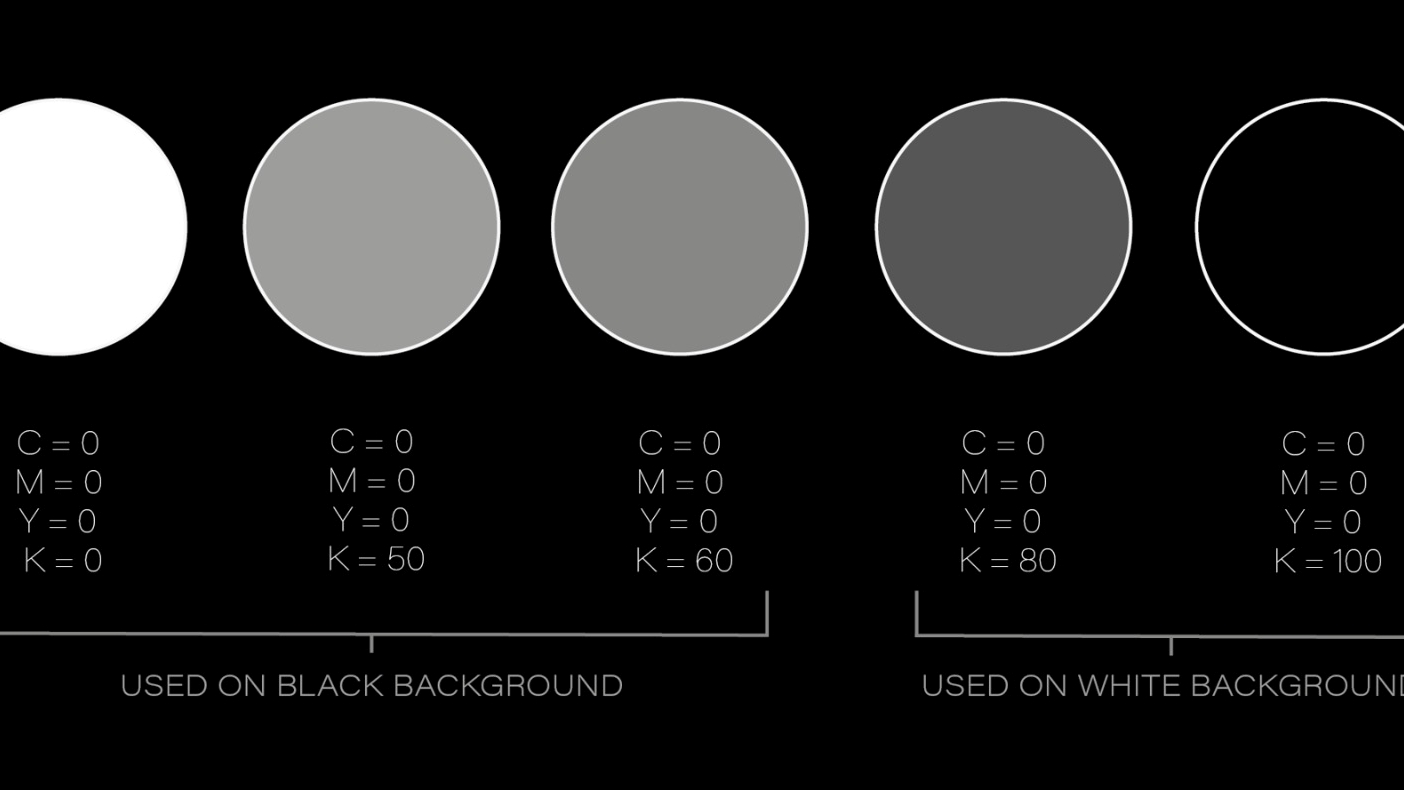 C = 0
M = 0
Y = 0
K = 0
C = 0
M = 0
Y = 0
K = 50
C = 0
M = 0
Y = 0
K = 60
C = 0
M = 0
Y = 0
K = 80
C = 0
M = 0
Y = 0
K = 100
USED ON BLACK BACKGROUND
USED ON WHITE BACKGROUND